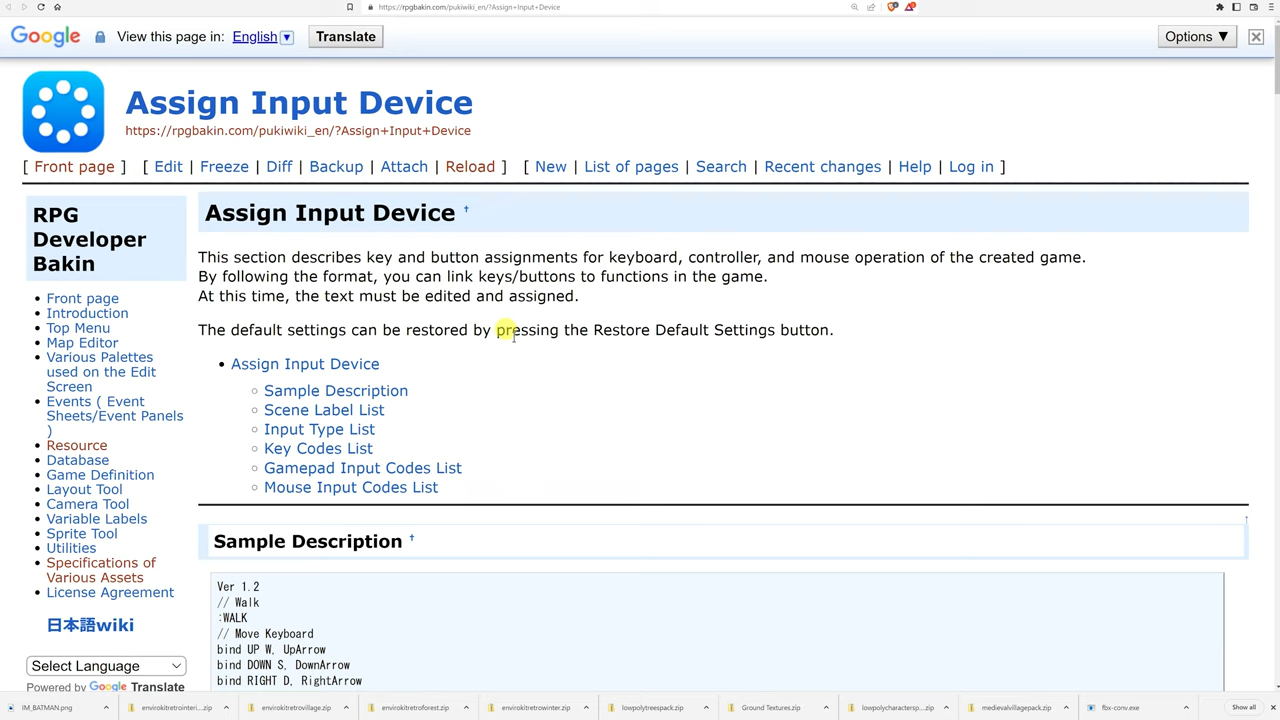 https://rpgbakin.com/pukiwiki_en/?Assign+Input+Device
Google View this page in: English Translate Options ▼
Assign Input Device
https://rpgbakin.com/pukiwiki_en/?Assign+Input+Device
[ Front page ] [ Edit | Freeze | Diff | Backup | Attach | Reload ] [ New | List of pages | Search | Recent changes | Help | Log in ]
RPG
Developer
Bakin
Front page
Introduction
Top Menu
Map Editor
Various Palettes
used on the Edit
Screen
Events ( Event
Sheets/Event Panels
)
Resource
Database
Game Definition
Layout Tool
Camera Tool
Variable Labels
Sprite Tool
Utilities
Specifications of
Various Assets
License Agreement
日本語wiki
Select Language
Powered by Google Translate
Assign Input Device †
This section describes key and button assignments for keyboard, controller, and mouse operation of the created game.
By following the format, you can link keys/buttons to functions in the game.
At this time, the text must be edited and assigned.
The default settings can be restored by pressing the Restore Default Settings button.
Assign Input Device
Sample Description
Scene Label List
Input Type List
Key Codes List
Gamepad Input Codes List
Mouse Input Codes List
↑
Sample Description †
Ver 1.2
// Walk
:WALK
// Move Keyboard
bind UP W, UpArrow
bind DOWN S, DownArrow
bind RIGHT D, RightArrow
IM_BATMAN.png envirokitretrointeri....zip envirokitretrovillage.zip envirokitretroforest.zip envirokitretrowinter.zip lowpolytreespack.zip Ground Textures.zip lowpolycharactersp....zip medievalvillagepack.zip fbx-conv.exe Show all